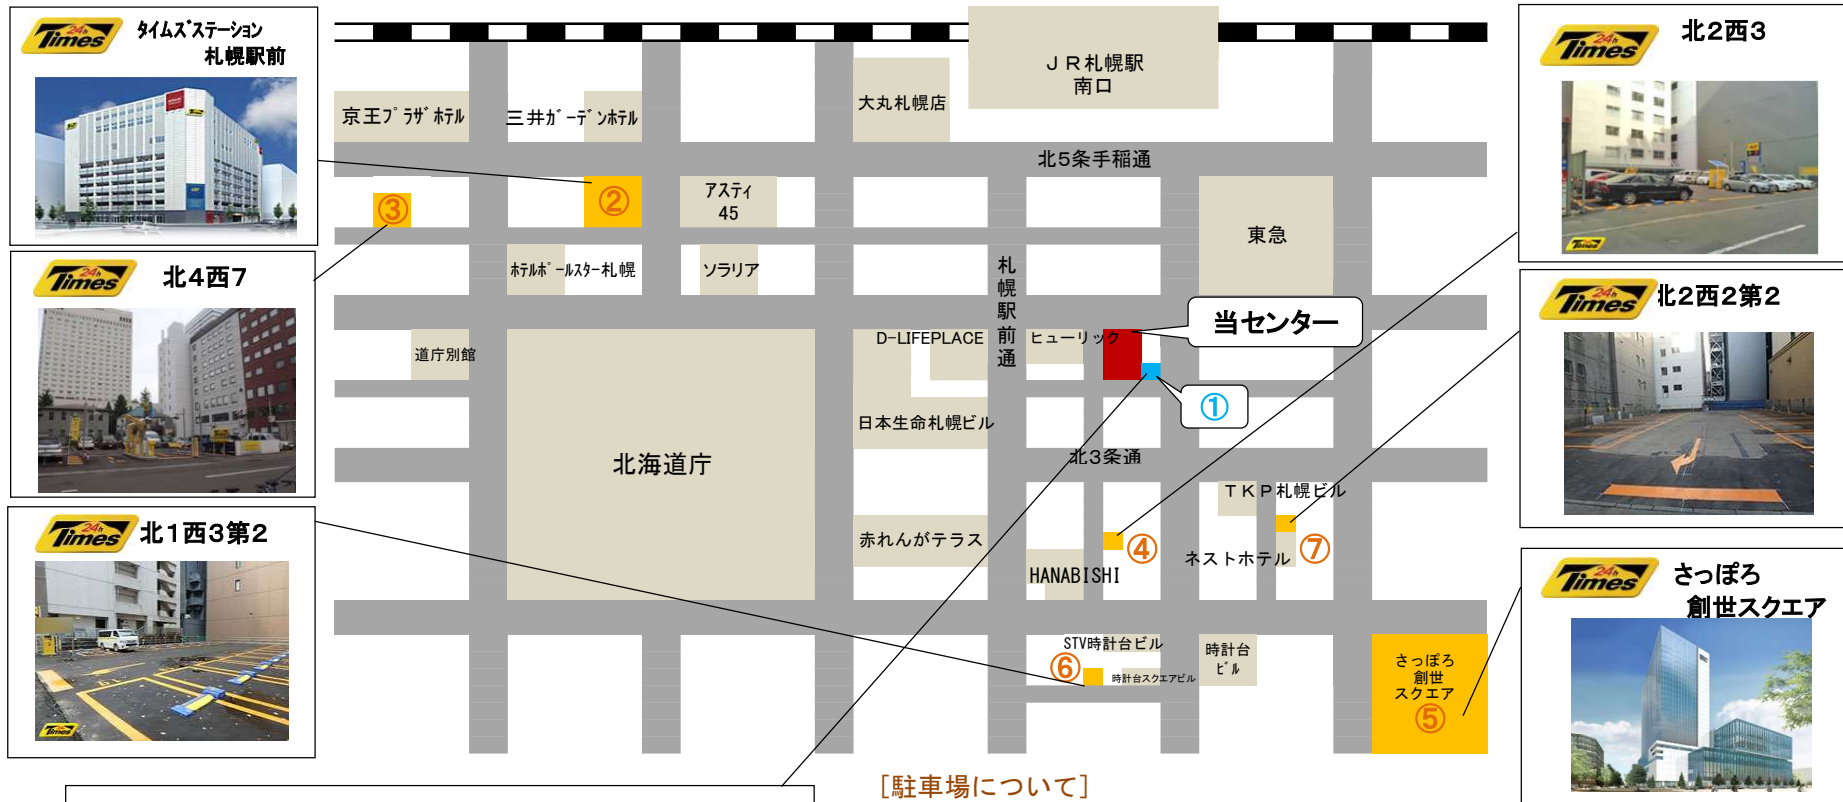 24h
Times
タイムズステーション
札幌駅前
24h
Times
北4西7
24h
Times
北1西3第2
Times
JR札幌駅
南口
大丸札幌店
京王プラザホテル
三井ガーデンホテル
北5条手稲通
③
②
アスティ
45
東急
ホテルポールスター札幌
ソラリア
札幌駅前通
当センター
道庁別館
D-LIFEPLACE
ヒューリック
①
日本生命札幌ビル
北海道庁
北3条通
TKP札幌ビル
赤れんがテラス
④
ネストホテル
⑦
HANABISHI
STV時計台ビル
⑥
時計台スクエアビル
時計台
ビル
さっぽろ
創世
スクエア
⑤
[駐車場について]
24h
Times
北2西3
Times
24h
Times
北2西2第2
24h
Times
さっぽろ
創世スクエア